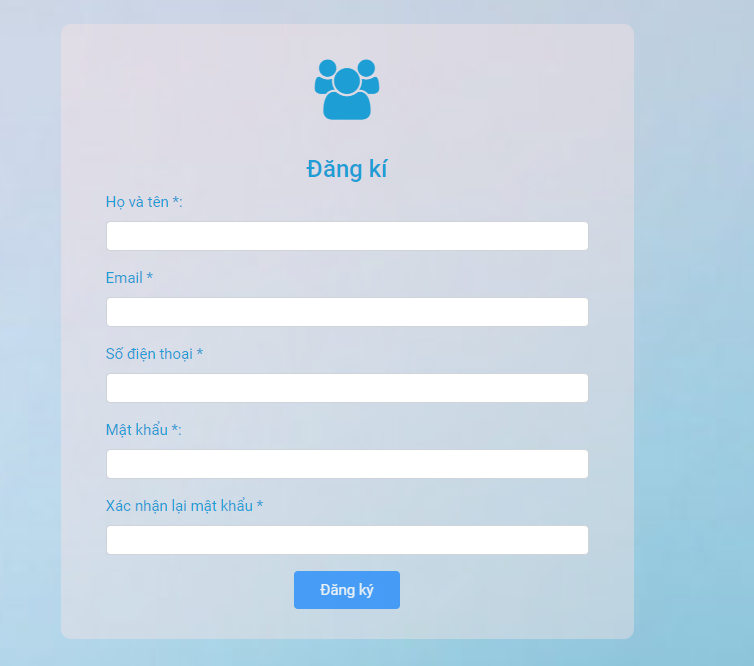 Đăng kí
Họ và tên *:
Email *
Số điện thoại *
Mật khẩu *:
Xác nhận lại mật khẩu *
Đăng ký